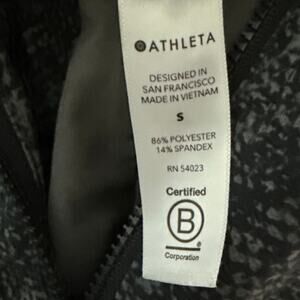 ATHLETA
DESIGNED IN
SAN FRANCISCO
MADE IN VIETNAM
S
86% POLYESTER
14% SPANDEX
RN 54023
Certified
B
®
Corporation